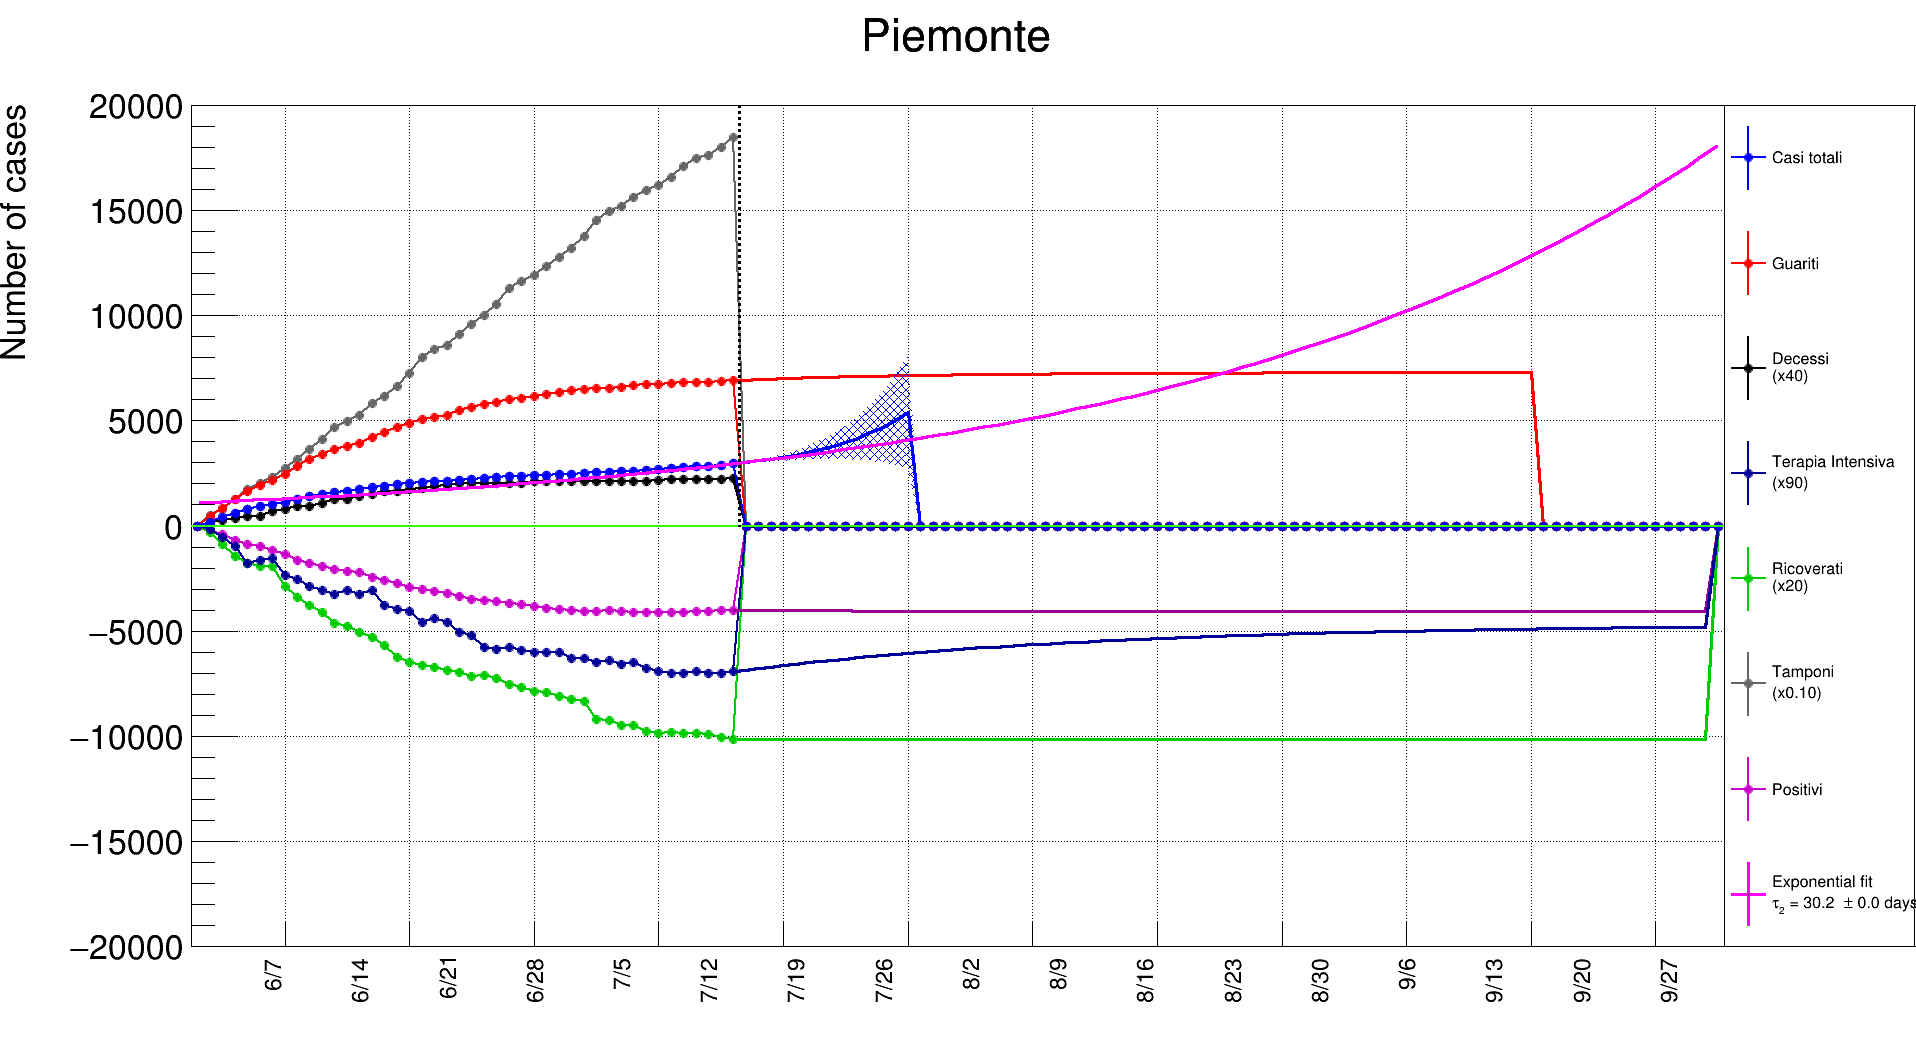 Piemonte
Number of cases
20000
15000
10000
5000
0
−5000
−10000
−15000
−20000
6/7
6/14
6/21
6/28
7/5
7/12
7/19
7/26
8/2
8/9
8/16
8/23
8/30
9/6
9/13
9/20
9/27
Casi totali
Guariti
Decessi
(x40)
Terapia Intensiva
(x90)
Ricoverati
(x20)
Tamponi
(x0.10)
Positivi
Exponential fit
τ₂ = 30.2 ± 0.0 days